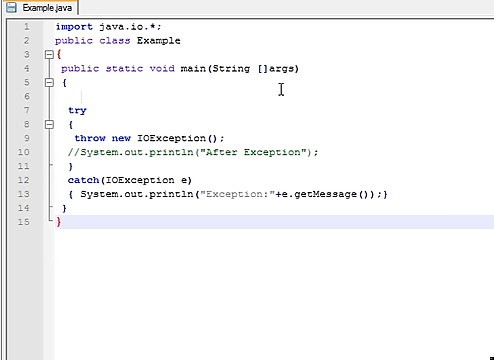 Example.java
1 import java.io.*;
2 public class Example
3 {
4 public static void main(String []args)
5 {
6
7 try
8 {
9 throw new IOException();
10 //System.out.println("After Exception");
11 }
12 catch(IOException e)
13 { System.out.println("Exception:"+e.getMessage());}
14 }
15 }